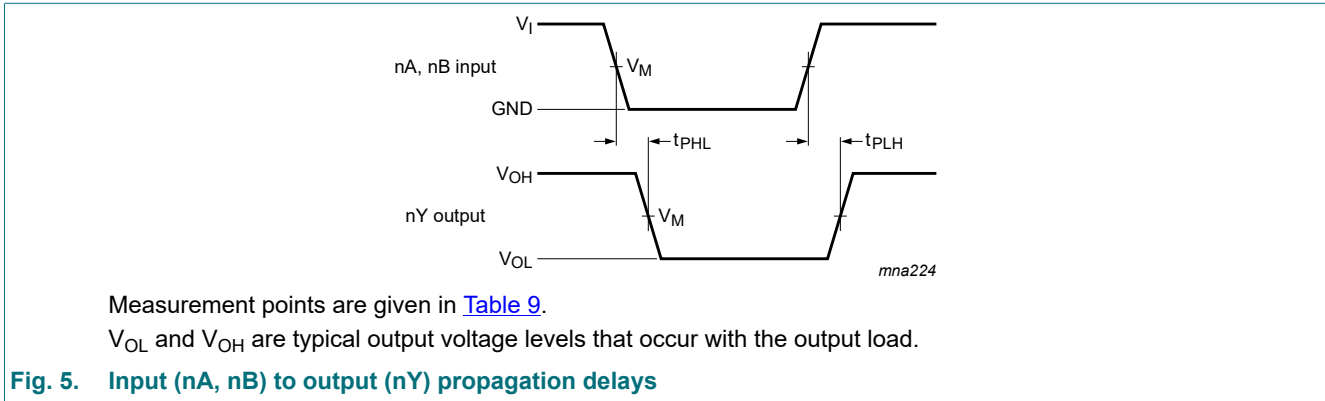 V_I
nA, nB input
V_M
GND
t_PHL
t_PLH
V_OH
nY output
V_M
V_OL
mna224
Measurement points are given in Table 9.
V_OL and V_OH are typical output voltage levels that occur with the output load.
Fig. 5. Input (nA, nB) to output (nY) propagation delays